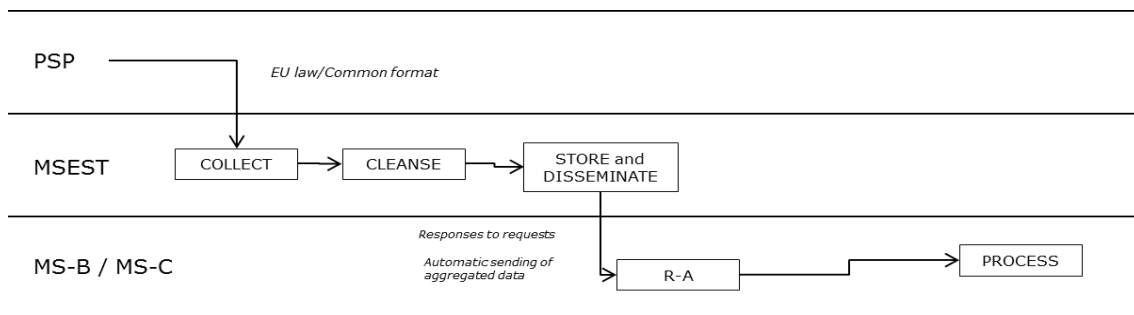 PSP
EU law/Common format
MSEST
COLLECT
CLEANSE
STORE and
DISSEMINATE
Responses to requests
MS-B / MS-C
Automatic sending of
aggregated data
R-A
PROCESS